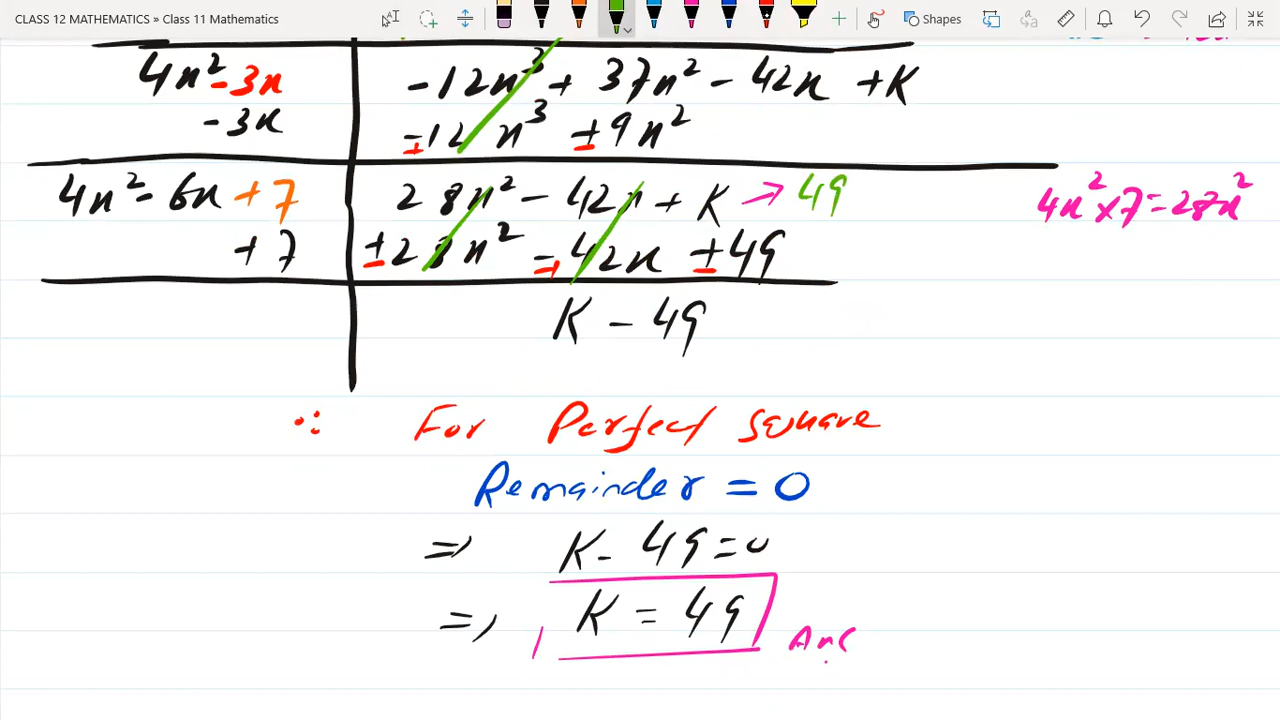 CLASS 12 MATHEMATICS » Class 11 Mathematics
Shapes
4x² - 3x | -12x³ + 37x² - 42x + K
- 3x | ∓12x³ ± 9x²
4x² - 6x + 7 | 28x² - 42x + K → 49
4x² × 7 = 28x²
+ 7 | ±28x² ∓ 42x ± 49
K - 49
∵ For Perfect square
Remainder = 0
⇒ K - 49 = 0
⇒ K = 49 Ans